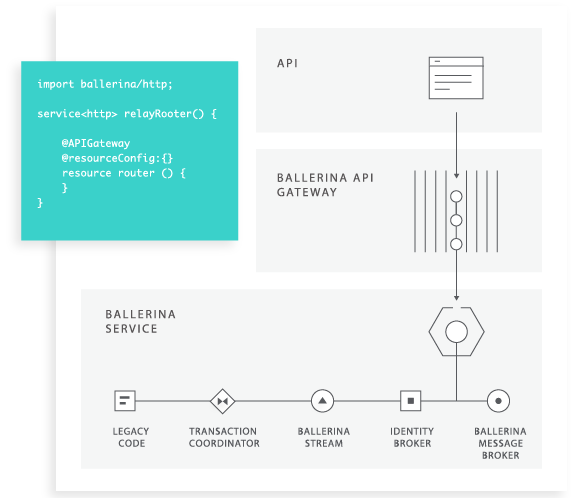 import ballerina/http;
service<http> relayRooter() {
@APIGateway
@resourceConfig:{}
resource router () {
}
}
API
BALLERINA API
GATEWAY
BALLERINA
SERVICE
LEGACY
CODE
TRANSACTION
COORDINATOR
BALLERINA
STREAM
IDENTITY
BROKER
BALLERINA
MESSAGE
BROKER